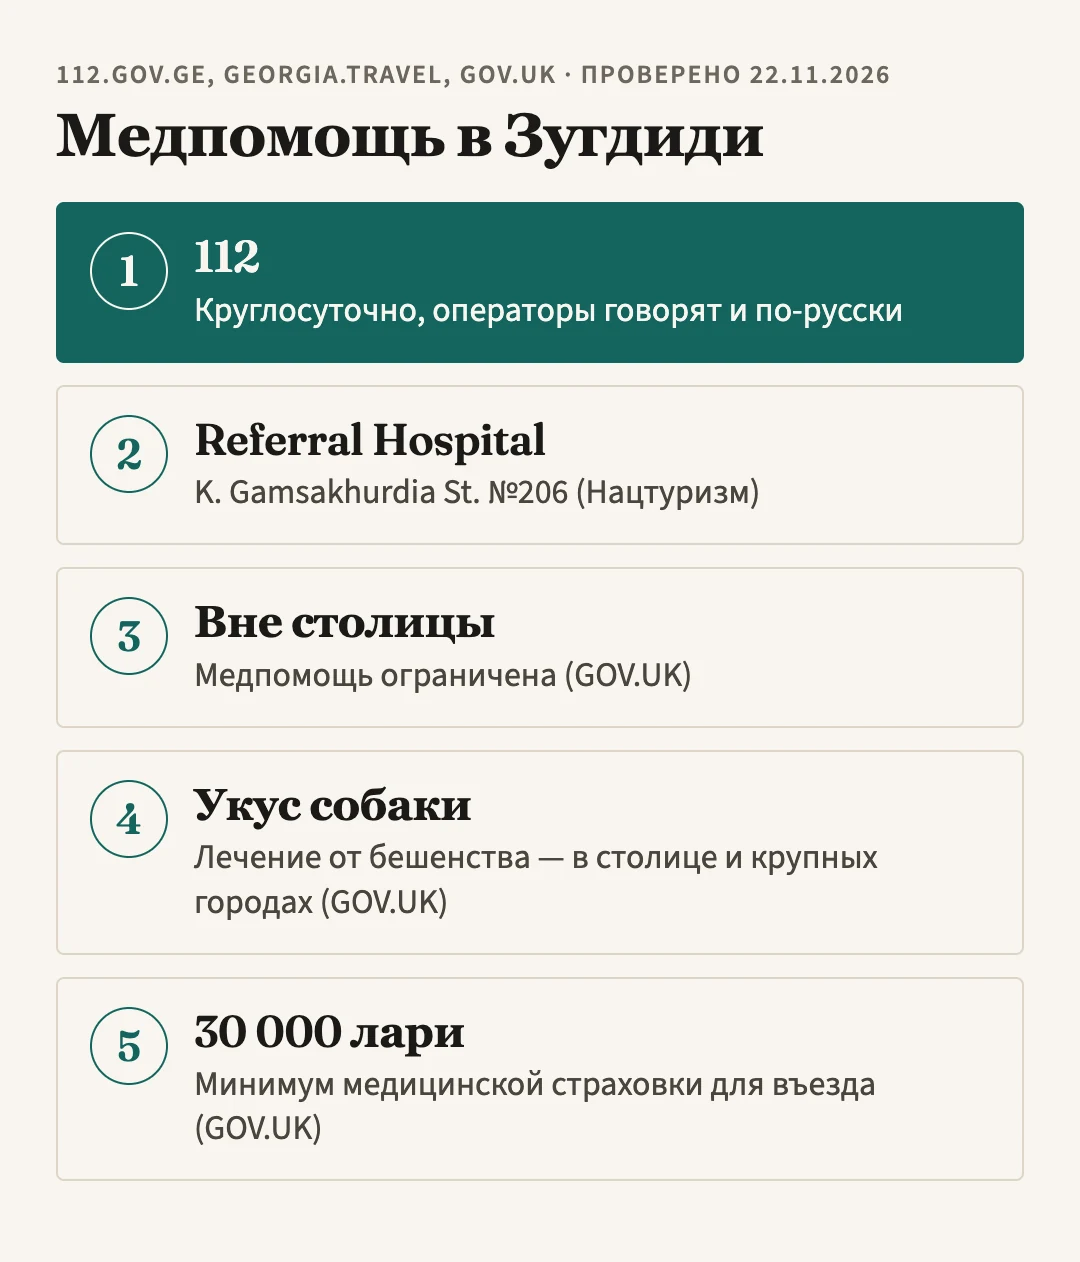 112.GOV.GE, GEORGIA.TRAVEL, GOV.UK · ПРОВЕРЕНО 22.11.2026
Медпомощь в Зугдиди
1
112
Круглосуточно, операторы говорят и по-русски
2
Referral Hospital
K. Gamsakhurdia St. №206 (Нацтуризм)
3
Вне столицы
Медпомощь ограничена (GOV.UK)
4
Укус собаки
Лечение от бешенства — в столице и крупных
городах (GOV.UK)
5
30 000 лари
Минимум медицинской страховки для въезда
(GOV.UK)